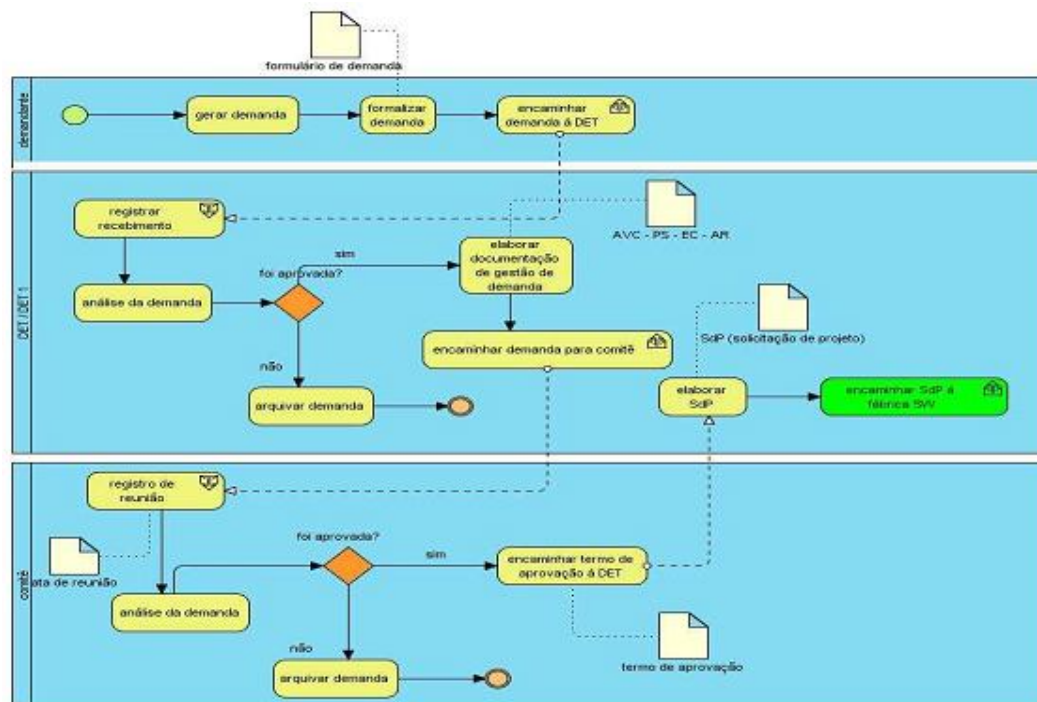 formulário de demanda
demandante
gerar demanda
formalizar
demanda
encaminhar
demanda á DET
DET / DET 1
registrar
recebimento
AVC - PS - EC - AR
sim
elaborar
documentação
de gestão de
demanda
foi aprovada?
análise da demanda
SdP (solicitação de projeto)
encaminhar demanda para comitê
não
elaborar
SdP
encaminhar SdP á
fábrica SW
arquivar demanda
comitê
registro de
reunião
foi aprovada?
sim
encaminhar termo de
aprovação á DET
ata de reunião
análise da demanda
não
termo de aprovação
arquivar demanda